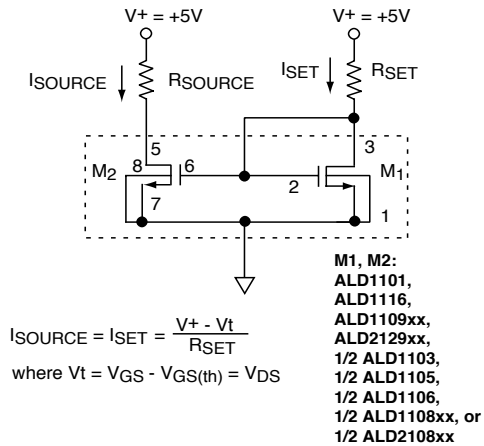 V+ = +5V
V+ = +5V
ISOURCE
RSOURCE
ISET
RSET
5
3
M2
8
6
M1
2
7
1
M1, M2:
ALD1101,
ALD1116,
ALD1109xx,
ALD2129xx,
1/2 ALD1103,
1/2 ALD1105,
1/2 ALD1106,
1/2 ALD1108xx, or
1/2 ALD2108xx
ISOURCE = ISET = V+ - Vt / RSET
where Vt = VGS - VGS(th) = VDS